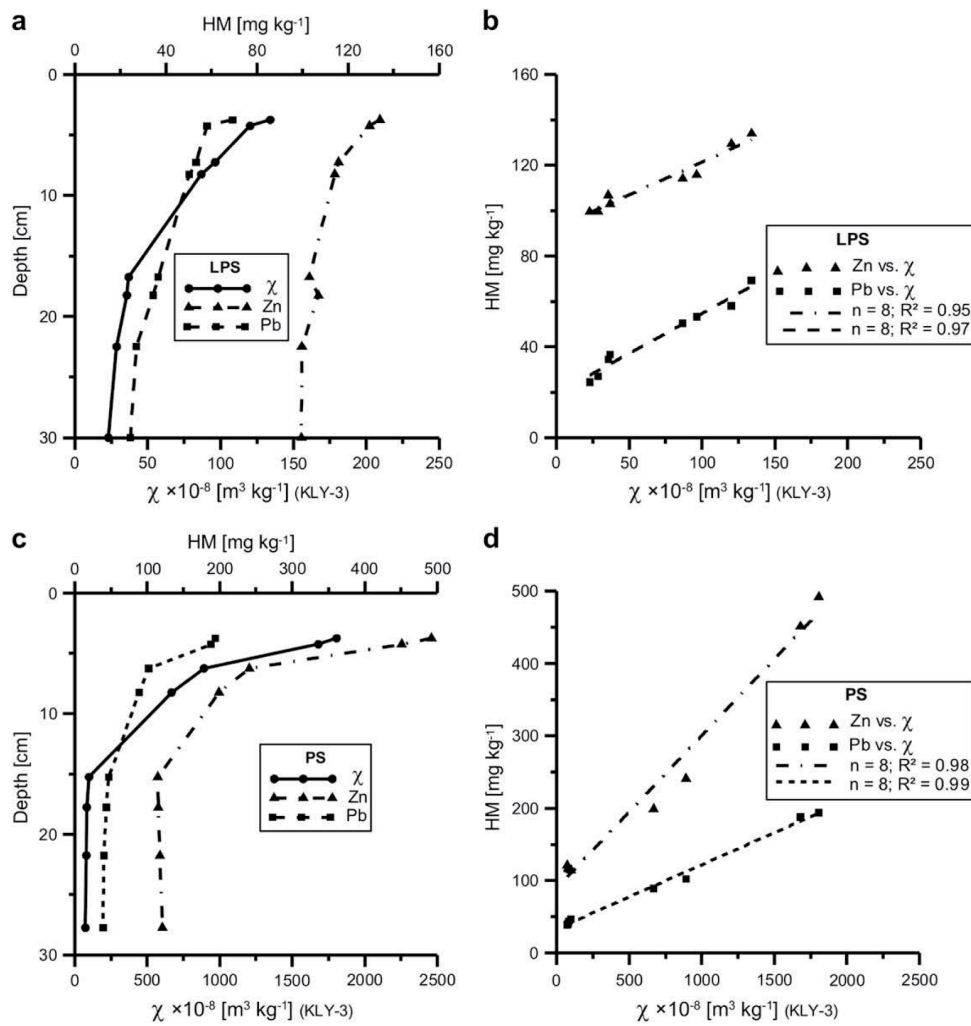 a
HM [mg kg⁻¹]
0 40 80 120 160
0
10
20
30
Depth [cm]
LPS
χ
Zn
Pb
50 100 150 200 250
χ ×10⁻⁸ [m³ kg⁻¹] (KLY-3)
b
160
120
80
40
0
HM [mg kg⁻¹]
LPS
Zn vs. χ
Pb vs. χ
n = 8; R² = 0.95
n = 8; R² = 0.97
0 50 100 150 200 250
χ ×10⁻⁸ [m³ kg⁻¹] (KLY-3)
c
HM [mg kg⁻¹]
0 100 200 300 400 500
0
10
20
30
Depth [cm]
PS
χ
Zn
Pb
0 500 1000 1500 2000 2500
χ ×10⁻⁸ [m³ kg⁻¹] (KLY-3)
d
500
400
300
200
100
0
HM [mg kg⁻¹]
PS
Zn vs. χ
Pb vs. χ
n = 8; R² = 0.98
n = 8; R² = 0.99
0 500 1000 1500 2000 2500
χ ×10⁻⁸ [m³ kg⁻¹] (KLY-3)